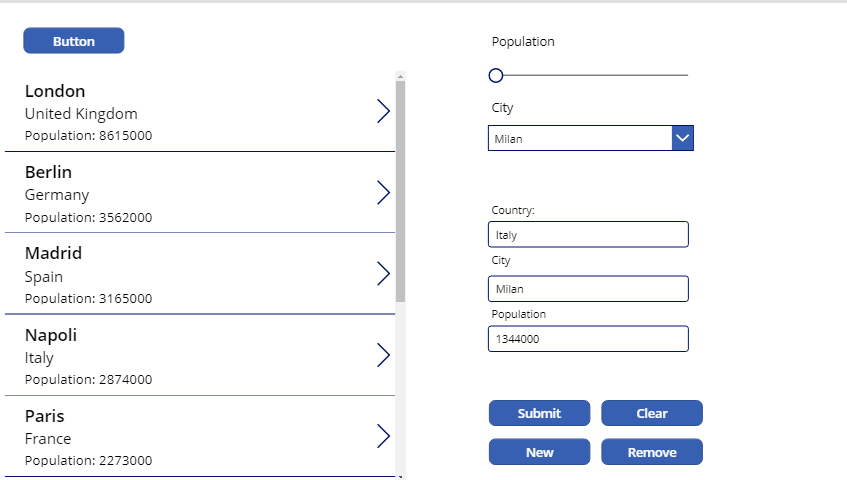 Button
London
United Kingdom
Population: 8615000
Berlin
Germany
Population: 3562000
Madrid
Spain
Population: 3165000
Napoli
Italy
Population: 2874000
Paris
France
Population: 2273000
Population
City
Milan
Country:
Italy
City
Milan
Population
1344000
Submit Clear
New Remove